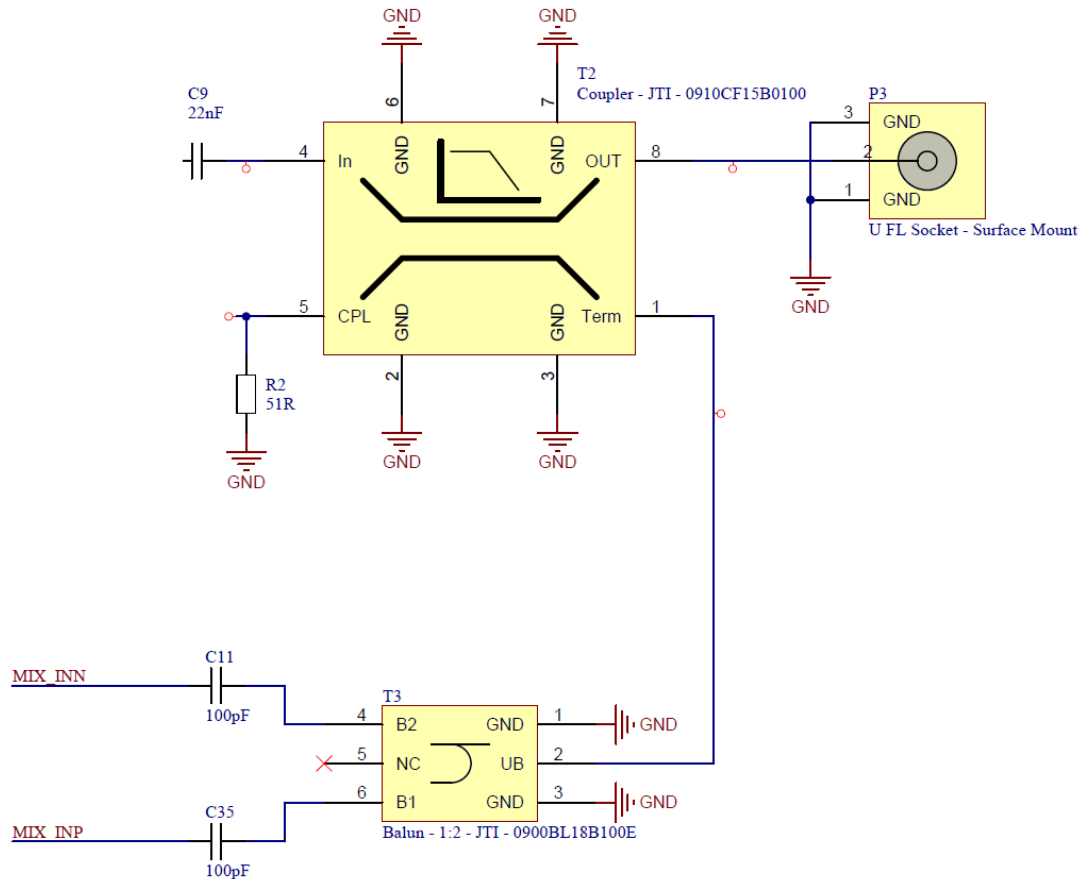 GND
GND
T2
Coupler - JTI - 0910CF15B0100
C9
22nF
6
7
P3
3
GND
4
In
GND
GND
OUT
8
2
1
GND
U FL Socket - Surface Mount
GND
5
CPL
GND
GND
Term
1
R2
51R
2
3
GND
GND
GND
C11
MIX_INN
100pF
T3
4
B2
GND
1
GND
5
NC
UB
2
6
B1
GND
3
GND
C35
MIX_INP
100pF
Balun - 1:2 - JTI - 0900BL18B100E